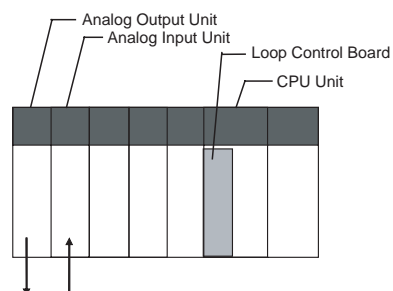 Analog Output Unit
Analog Input Unit
Loop Control Board
CPU Unit